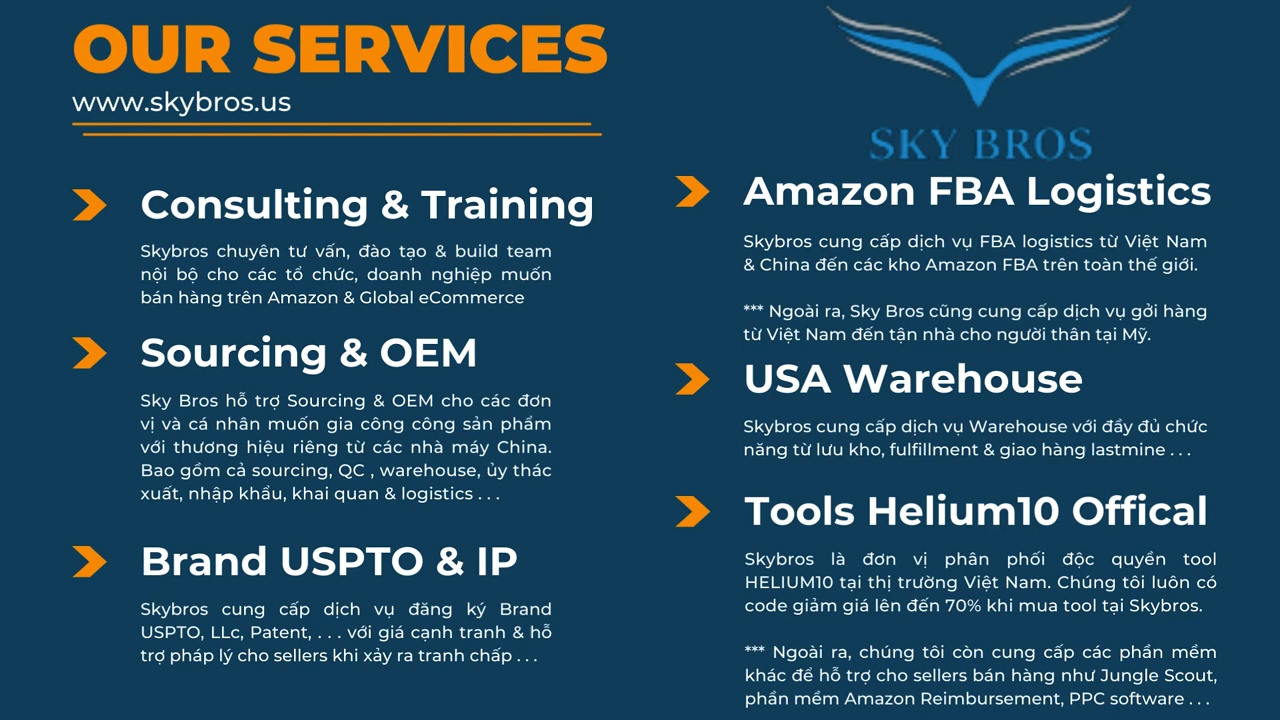 OUR SERVICES
www.skybros.us
SKY BROS
Consulting & Training
Skybros chuyên tư vấn, đào tạo & build team
nội bộ cho các tổ chức, doanh nghiệp muốn
bán hàng trên Amazon & Global eCommerce
Sourcing & OEM
Sky Bros hỗ trợ Sourcing & OEM cho các đơn
vị và cá nhân muốn gia công công sản phẩm
với thương hiệu riêng từ các nhà máy China.
Bao gồm cả sourcing, QC , warehouse, ủy thác
xuất, nhập khẩu, khai quan & logistics . . .
Brand USPTO & IP
Skybros cung cấp dịch vụ đăng ký Brand
USPTO, LLc, Patent, . . . với giá cạnh tranh & hỗ
trợ pháp lý cho sellers khi xảy ra tranh chấp . . .
Amazon FBA Logistics
Skybros cung cấp dịch vụ FBA logistics từ Việt Nam
& China đến các kho Amazon FBA trên toàn thế giới.
*** Ngoài ra, Sky Bros cũng cung cấp dịch vụ gởi hàng
từ Việt Nam đến tận nhà cho người thân tại Mỹ.
USA Warehouse
Skybros cung cấp dịch vụ Warehouse với đầy đủ chức
năng từ lưu kho, fulfillment & giao hàng lastmine . . .
Tools Helium10 Offical
Skybros là đơn vị phân phối độc quyền tool
HELIUM10 tại thị trường Việt Nam. Chúng tôi luôn có
code giảm giá lên đến 70% khi mua tool tại Skybros.
*** Ngoài ra, chúng tôi còn cung cấp các phần mềm
khác để hỗ trợ cho sellers bán hàng như Jungle Scout,
phần mềm Amazon Reimbursement, PPC software . . .